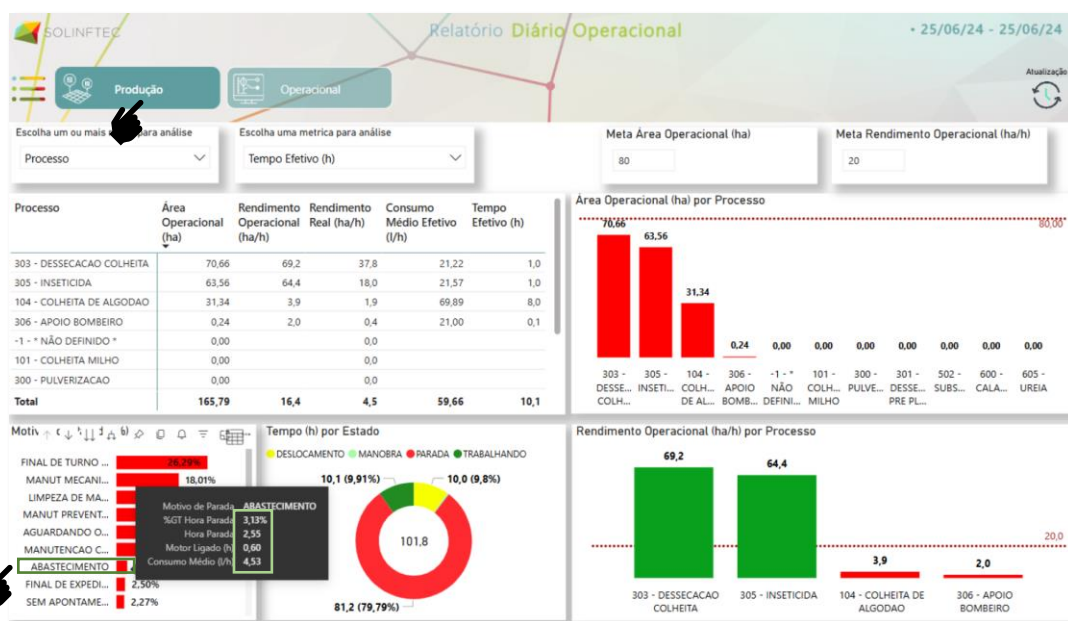 SOLINFTEC
Relatório Diário Operacional
• 25/06/24 - 25/06/24
Produção
Operacional
Atualização
Escolha um ou mais para análise
Processo
Escolha uma metrica para análise
Tempo Efetivo (h)
Meta Área Operacional (ha)
80
Meta Rendimento Operacional (ha/h)
20
Processo Área Operacional (ha) Rendimento Operacional (ha/h) Rendimento Real (ha/h) Consumo Médio Efetivo (l/h) Tempo Efetivo (h)
303 - DESSECACAO COLHEITA 70,66 69,2 37,8 21,22 1,0
305 - INSETICIDA 63,56 64,4 18,0 21,57 1,0
104 - COLHEITA DE ALGODAO 31,34 3,9 1,9 69,89 8,0
306 - APOIO BOMBEIRO 0,24 2,0 0,4 21,00 0,1
-1 - * NÃO DEFINIDO * 0,00 0,0
101 - COLHEITA MILHO 0,00 0,0
300 - PULVERIZACAO 0,00 0,0
Total 165,79 16,4 4,5 59,66 10,1
Área Operacional (ha) por Processo
80,00
70,66 63,56 31,34 0,24 0,00 0,00 0,00 0,00 0,00 0,00 0,00
303 - DESSE... COLH...
305 - INSETI...
104 - COLH... DE AL...
306 - APOIO BOMB...
-1 - * NÃO DEFINI...
101 - COLH... MILHO
300 - PULVE...
301 - DESSE... PRE PL...
502 - SUBS...
600 - CALA...
605 - UREIA
FINAL DE TURNO ... 26,29%
MANUT MECANI... 18,01%
LIMPEZA DE MA...
MANUT PREVENT...
AGUARDANDO O...
MANUTENCAO C...
ABASTECIMENTO
FINAL DE EXPEDI... 2,50%
SEM APONTAME... 2,27%
Motivo de Parada ABASTECIMENTO
%GT Hora Parada 3,13%
Hora Parada 2,55
Motor Ligado (h) 0,60
Consumo Médio (l/h) 4,53
Tempo (h) por Estado
DESLOCAMENTO MANOBRA PARADA TRABALHANDO
10,1 (9,91%)
10,0 (9,8%)
101,8
81,2 (79,79%)
Rendimento Operacional (ha/h) por Processo
69,2 64,4 3,9 2,0
20,0
303 - DESSECACAO COLHEITA
305 - INSETICIDA
104 - COLHEITA DE ALGODAO
306 - APOIO BOMBEIRO